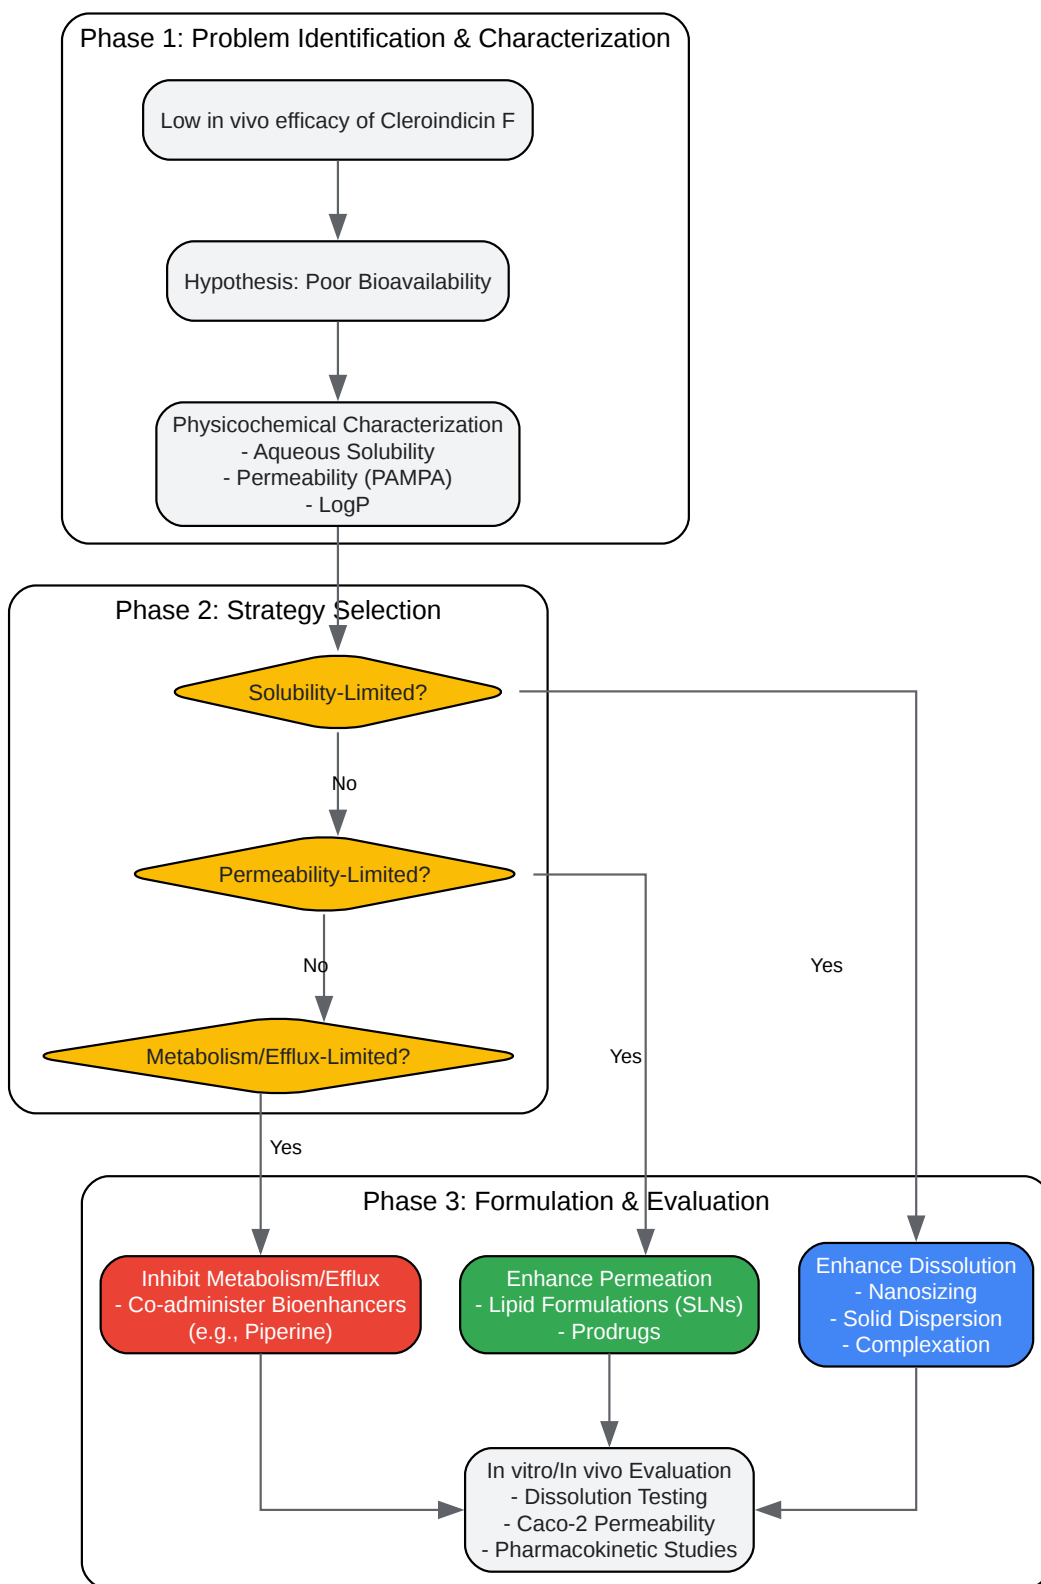 Phase 1: Problem Identification & Characterization
Low in vivo efficacy of Cleroindicin F
Hypothesis: Poor Bioavailability
Physicochemical Characterization
- Aqueous Solubility
- Permeability (PAMPA)
- LogP
Phase 2: Strategy Selection
Solubility-Limited?
No
Permeability-Limited?
No
Yes
Metabolism/Efflux-Limited?
Yes
Yes
Phase 3: Formulation & Evaluation
Inhibit Metabolism/Efflux
- Co-administer Bioenhancers
(e.g., Piperine)
Enhance Permeation
- Lipid Formulations (SLNs)
- Prodrugs
Enhance Dissolution
- Nanosizing
- Solid Dispersion
- Complexation
In vitro/In vivo Evaluation
- Dissolution Testing
- Caco-2 Permeability
- Pharmacokinetic Studies